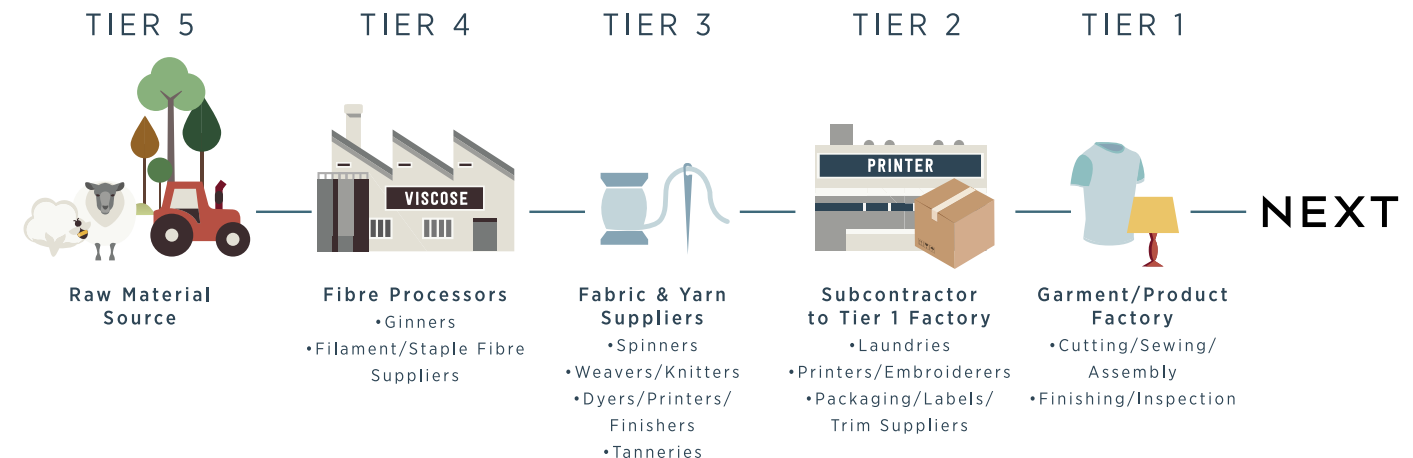 TIER 5
TIER 4
TIER 3
TIER 2
TIER 1
VISCOSE
PRINTER
NEXT
Raw Material
Source
Fibre Processors
•Ginners
•Filament/Staple Fibre
Suppliers
Fabric & Yarn
Suppliers
•Spinners
•Weavers/Knitters
•Dyers/Printers/
Finishers
•Tanneries
Subcontractor
to Tier 1 Factory
•Laundries
•Printers/Embroiderers
•Packaging/Labels/
Trim Suppliers
Garment/Product
Factory
•Cutting/Sewing/
Assembly
•Finishing/Inspection